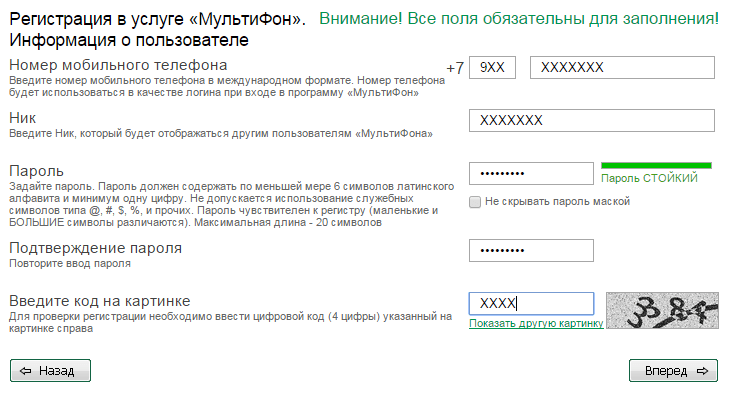 Регистрация в услуге «МультиФон». Внимание! Все поля обязательны для заполнения!
Информация о пользователе
Номер мобильного телефона +7 9XX XXXXXXX
Введите номер мобильного телефона в международном формате. Номер телефона
будет использоваться в качестве логина при входе в программу «МультиФон»
Ник XXXXXXX
Введите Ник, который будет отображаться другим пользователям «МультиФона»
Пароль ••••••••• Пароль СТОЙКИЙ
Задайте пароль. Пароль должен содержать по меньшей мере 6 символов латинского
алфавита и минимум одну цифру. Не допускается использование служебных
символов типа @, #, $, %, и прочих. Пароль чувствителен к регистру (маленькие и
БОЛЬШИЕ символы различаются). Максимальная длина - 20 символов
Не скрывать пароль маской
Подтверждение пароля •••••••••
Повторите ввод пароля
Введите код на картинке XXXX
Для проверки регистрации необходимо ввести цифровой код (4 цифры) указанный на
картинке справа
Показать другую картинку
Назад Вперед